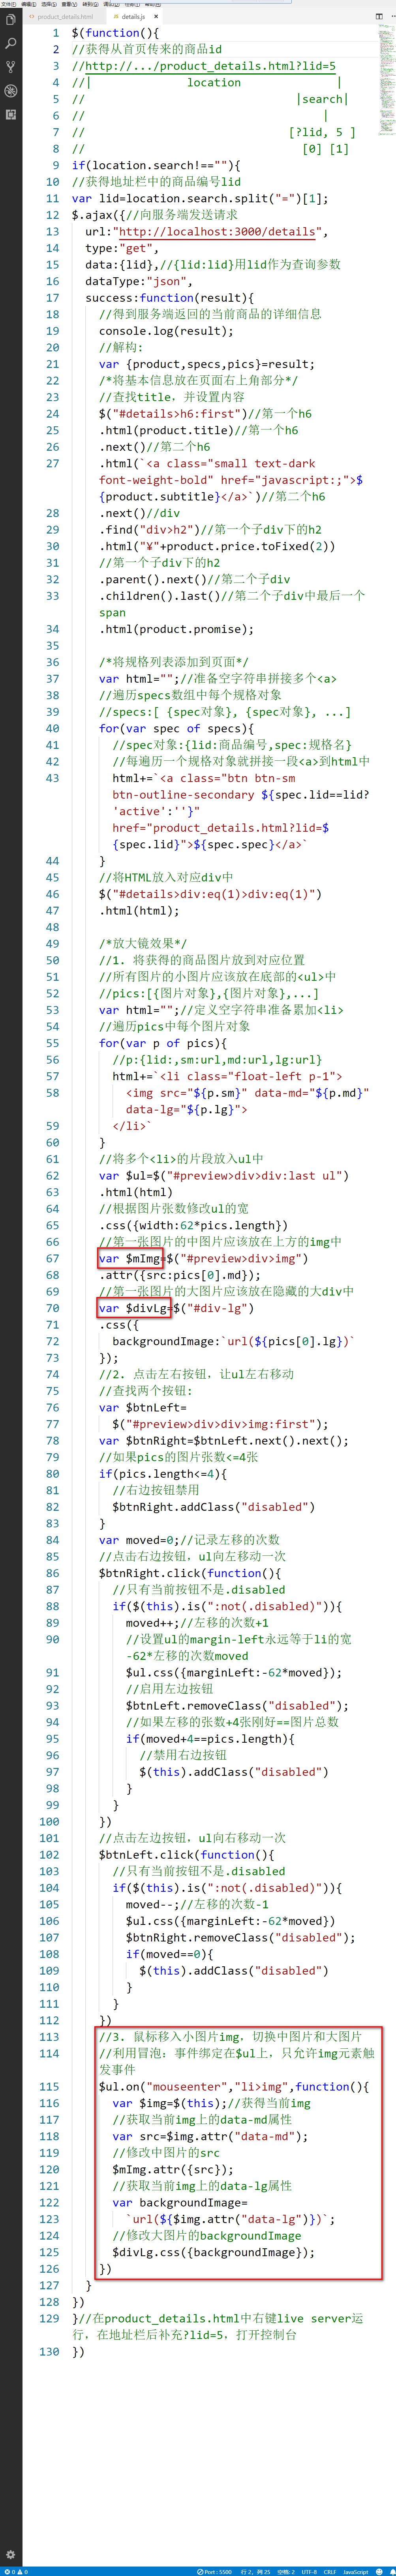 文件(F) 编辑(E) 选择(S) 查看(V) 转到(G) 调试(D) 任务(T) 帮助(H)
product_details.html
details.js ×
1 $(function(){
2 //获得从首页传来的商品id
3 //http://.../product_details.html?lid=5
4 //| location |
5 // |search|
6 // |
7 // [?lid, 5 ]
8 // [0] [1]
9 if(location.search!==""){
10 //获得地址栏中的商品编号lid
11 var lid=location.search.split("=")[1];
12 $.ajax({//向服务端发送请求
13 url:"http://localhost:3000/details",
14 type:"get",
15 data:{lid},//{lid:lid}用lid作为查询参数
16 dataType:"json",
17 success:function(result){
18 //得到服务端返回的当前商品的详细信息
19 console.log(result);
20 //解构:
21 var {product,specs,pics}=result;
22 /*将基本信息放在页面右上角部分*/
23 //查找title，并设置内容
24 $("#details>h6:first")//第一个h6
25 .html(product.title)//第一个h6
26 .next()//第二个h6
27 .html(`<a class="small text-dark
font-weight-bold" href="javascript:;">$
{product.subtitle}</a>`)//第二个h6
28 .next()//div
29 .find("div>h2")//第一个子div下的h2
30 .html("¥"+product.price.toFixed(2))
31 //第一个子div下的h2
32 .parent().next()//第二个子div
33 .children().last()//第二个子div中最后一个
span
34 .html(product.promise);
35
36 /*将规格列表添加到页面*/
37 var html="";//准备空字符串拼接多个<a>
38 //遍历specs数组中每个规格对象
39 //specs:[ {spec对象}, {spec对象}, ...]
40 for(var spec of specs){
41 //spec对象:{lid:商品编号,spec:规格名}
42 //每遍历一个规格对象就拼接一段<a>到html中
43 html+=`<a class="btn btn-sm
btn-outline-secondary ${spec.lid==lid?
'active':''}"
href="product_details.html?lid=$
{spec.lid}">${spec.spec}</a>`
44 }
45 //将HTML放入对应div中
46 $("#details>div:eq(1)>div:eq(1)")
47 .html(html);
48
49 /*放大镜效果*/
50 //1. 将获得的商品图片放到对应位置
51 //所有图片的小图片应该放在底部的<ul>中
52 //pics:[{图片对象},{图片对象},...]
53 var html="";//定义空字符串准备累加<li>
54 //遍历pics中每个图片对象
55 for(var p of pics){
56 //p:{lid:,sm:url,md:url,lg:url}
57 html+=`<li class="float-left p-1">
58 <img src="${p.sm}" data-md="${p.md}"
data-lg="${p.lg}">
59 </li>`
60 }
61 //将多个<li>的片段放入ul中
62 var $ul=$("#preview>div>div:last ul")
63 .html(html)
64 //根据图片张数修改ul的宽
65 .css({width:62*pics.length})
66 //第一张图片的中图片应该放在上方的img中
67 var $mImg=$("#preview>div>img")
68 .attr({src:pics[0].md});
69 //第一张图片的大图片应该放在隐藏的大div中
70 var $divLg=$("#div-lg")
71 .css({
72 backgroundImage:`url(${pics[0].lg})`
73 });
74 //2. 点击左右按钮，让ul左右移动
75 //查找两个按钮:
76 var $btnLeft=
77 $("#preview>div>div>img:first");
78 var $btnRight=$btnLeft.next().next();
79 //如果pics的图片张数<=4张
80 if(pics.length<=4){
81 //右边按钮禁用
82 $btnRight.addClass("disabled")
83 }
84 var moved=0;//记录左移的次数
85 //点击右边按钮，ul向左移动一次
86 $btnRight.click(function(){
87 //只有当前按钮不是.disabled
88 if($(this).is(":not(.disabled)")){
89 moved++;//左移的次数+1
90 //设置ul的margin-left永远等于li的宽
-62*左移的次数moved
91 $ul.css({marginLeft:-62*moved});
92 //启用左边按钮
93 $btnLeft.removeClass("disabled");
94 //如果左移的张数+4张刚好==图片总数
95 if(moved+4==pics.length){
96 //禁用右边按钮
97 $(this).addClass("disabled")
98 }
99 }
100 })
101 //点击左边按钮，ul向右移动一次
102 $btnLeft.click(function(){
103 //只有当前按钮不是.disabled
104 if($(this).is(":not(.disabled)")){
105 moved--;//左移的次数-1
106 $ul.css({marginLeft:-62*moved})
107 $btnRight.removeClass("disabled");
108 if(moved==0){
109 $(this).addClass("disabled")
110 }
111 }
112 })
113 //3. 鼠标移入小图片img，切换中图片和大图片
114 //利用冒泡: 事件绑定在$ul上，只允许img元素触
发事件
115 $ul.on("mouseenter","li>img",function(){
116 var $img=$(this);//获得当前img
117 //获取当前img上的data-md属性
118 var src=$img.attr("data-md");
119 //修改中图片的src
120 $mImg.attr({src});
121 //获取当前img上的data-lg属性
122 var backgroundImage=
123 `url(${$img.attr("data-lg")})`;
124 //修改大图片的backgroundImage
125 $divLg.css({backgroundImage});
126 })
127 }
128 })
129 }//在product_details.html中右键live server运
行，在地址栏后补充?lid=5，打开控制台
130 })
0 0 Port : 5500 行 2，列 25 空格: 2 UTF-8 CRLF JavaScript